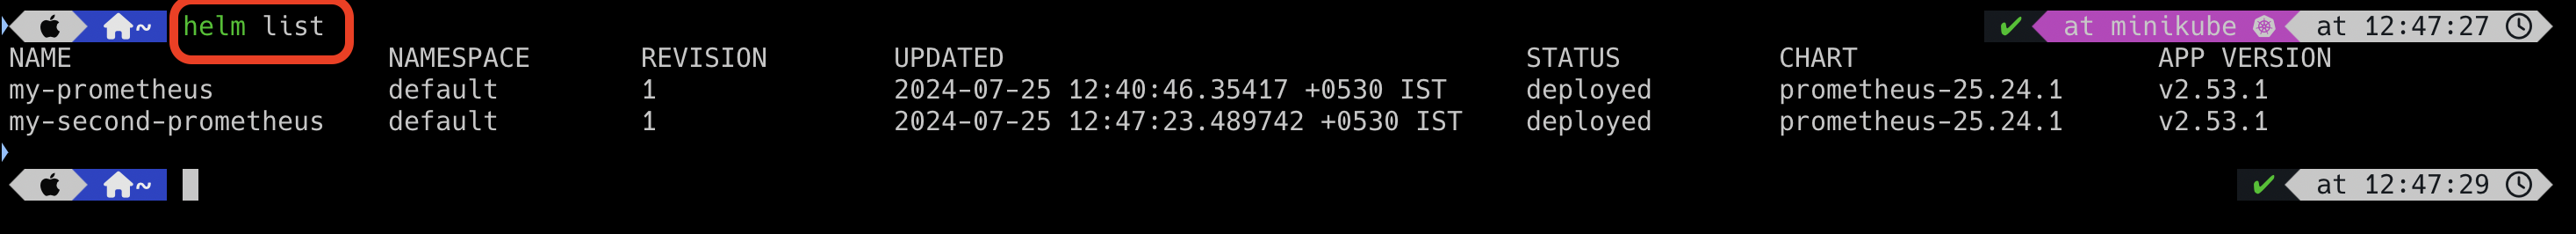 ~ helm list ✔ at minikube at 12:47:27
NAME NAMESPACE REVISION UPDATED STATUS CHART APP VERSION
my-prometheus default 1 2024-07-25 12:40:46.35417 +0530 IST deployed prometheus-25.24.1 v2.53.1
my-second-prometheus default 1 2024-07-25 12:47:23.489742 +0530 IST deployed prometheus-25.24.1 v2.53.1
~ ✔ at 12:47:29